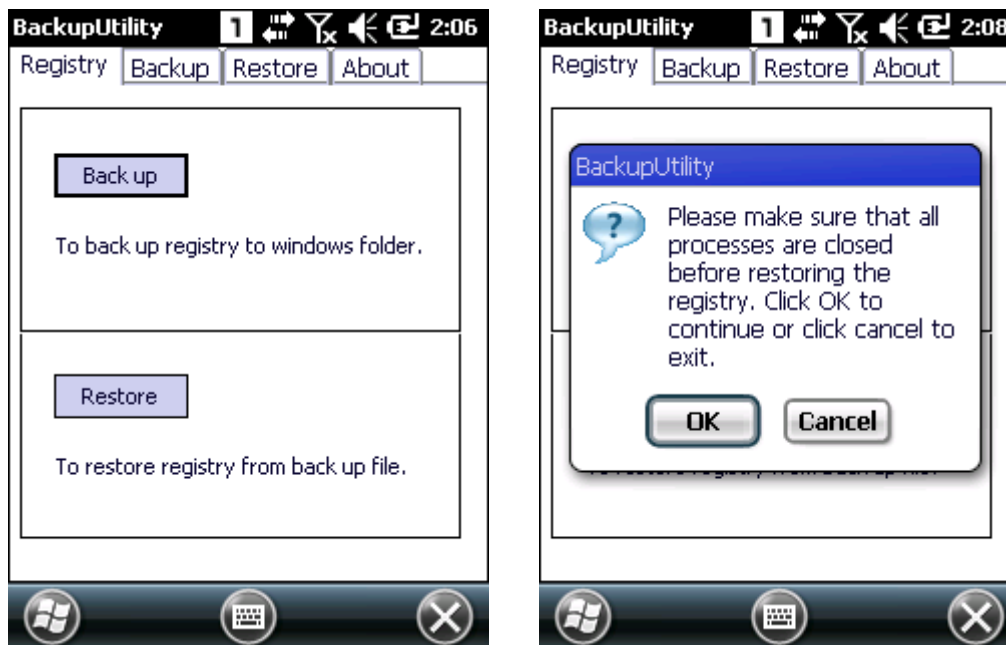 BackupUtility 1 2:06
Registry Backup Restore About
Back up
To back up registry to windows folder.
Restore
To restore registry from back up file.
BackupUtility 1 2:08
Registry Backup Restore About
BackupUtility
?
Please make sure that all
processes are closed
before restoring the
registry. Click OK to
continue or click cancel to
exit.
OK Cancel